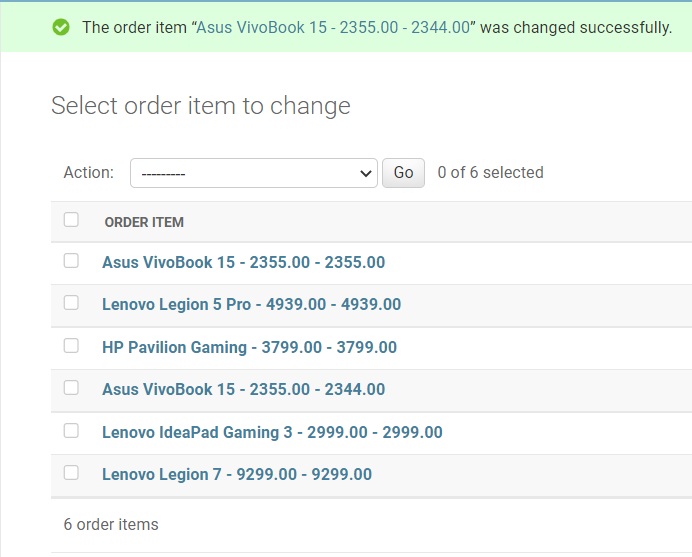 The order item “Asus VivoBook 15 - 2355.00 - 2344.00” was changed successfully.
Select order item to change
Action: --------- Go 0 of 6 selected
ORDER ITEM
Asus VivoBook 15 - 2355.00 - 2355.00
Lenovo Legion 5 Pro - 4939.00 - 4939.00
HP Pavilion Gaming - 3799.00 - 3799.00
Asus VivoBook 15 - 2355.00 - 2344.00
Lenovo IdeaPad Gaming 3 - 2999.00 - 2999.00
Lenovo Legion 7 - 9299.00 - 9299.00
6 order items